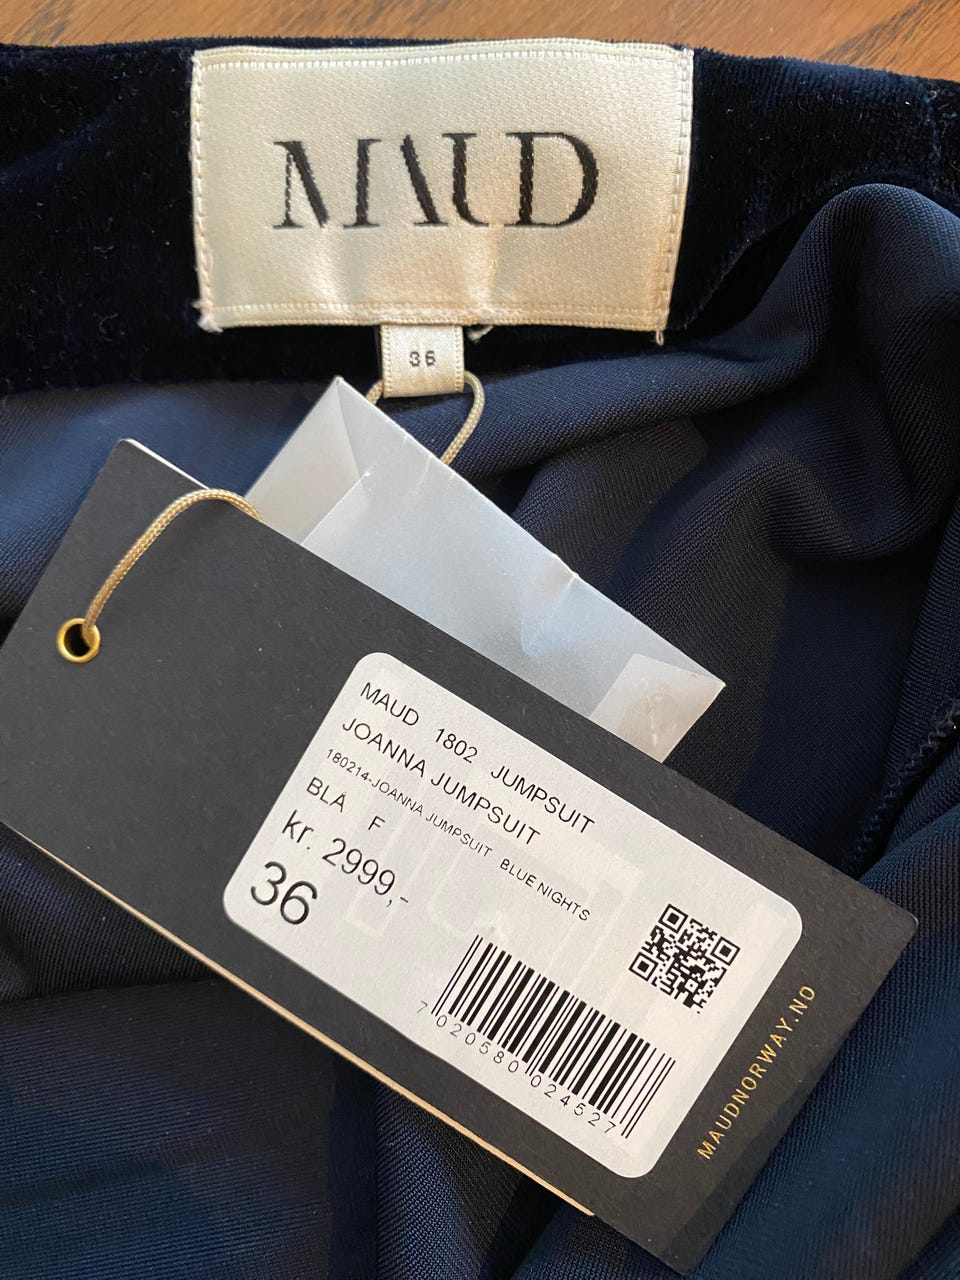 MAUD
36
MAUD 1802 JUMPSUIT
JOANNA JUMPSUIT
180214-JOANNA JUMPSUIT BLUE NIGHTS
BLÅ F
kr. 2999,-
36
7020580024527
MAUDNORWAY.NO